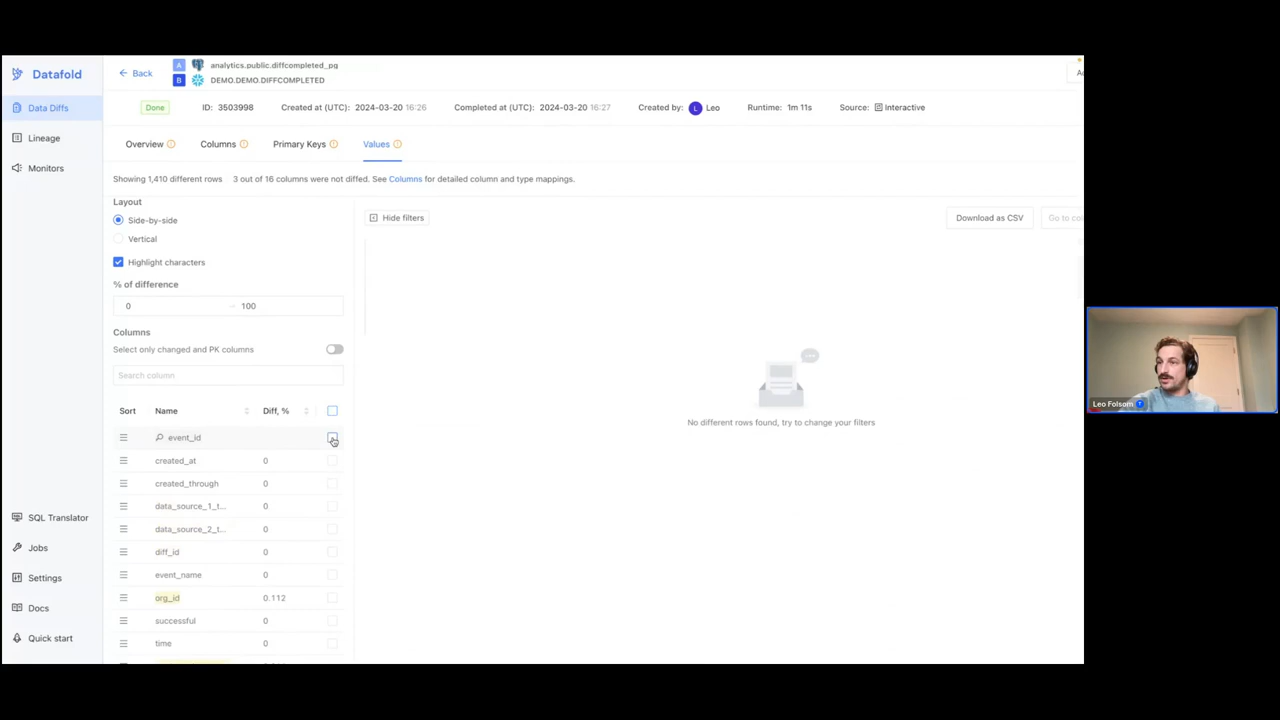 Datafold
Back
A
analytics.public.diffcompleted_pg
B
DEMO.DEMO.DIFFCOMPLETED
Data Diffs
Lineage
Monitors
Done
ID: 3503998
Created at (UTC): 2024-03-20 16:26
Completed at (UTC): 2024-03-20 16:27
Created by: L Leo
Runtime: 1m 11s
Source: Interactive
Overview
Columns
Primary Keys
Values
Showing 1,410 different rows 3 out of 16 columns were not diffed. See Columns for detailed column and type mappings.
Layout
Side-by-side
Vertical
Highlight characters
% of difference
0 – 100
Columns
Select only changed and PK columns
Search column
Sort Name Diff, %
event_id
created_at 0
created_through 0
data_source_1_t... 0
data_source_2_t... 0
diff_id 0
event_name 0
org_id 0.112
successful 0
time 0
Hide filters
Download as CSV
Go to co
No different rows found, try to change your filters
SQL Translator
Jobs
Settings
Docs
Quick start
Leo Folsom